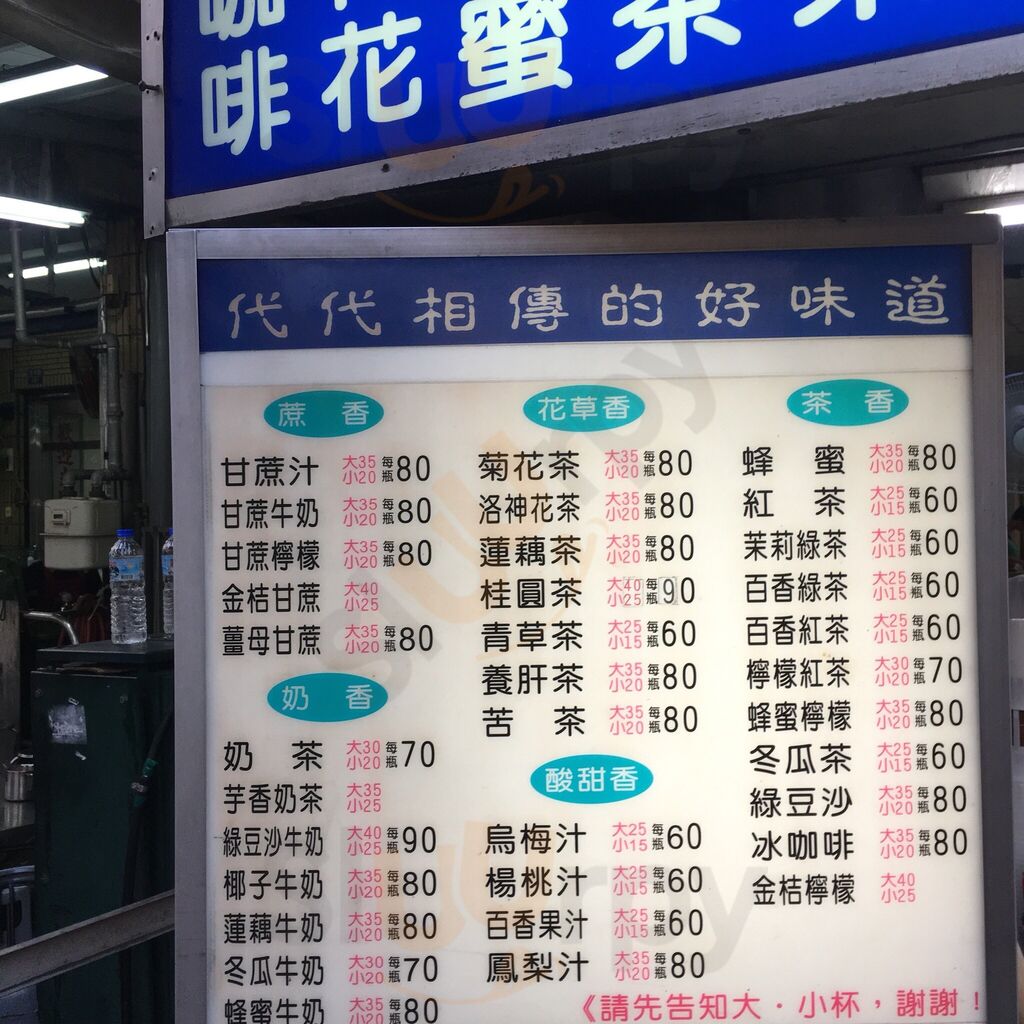 咖
啡
花蜜茶
代代相傳的好味道
蔗香
甘蔗汁 大35 小20 每瓶80
甘蔗牛奶 大35 小20 每瓶80
甘蔗檸檬 大35 小20 每瓶80
金桔甘蔗 大40 小25
薑母甘蔗 大35 小20 每瓶80
奶香
奶茶 大30 小20 每瓶70
芋香奶茶 大35 小25
綠豆沙牛奶 大40 小25 每瓶90
椰子牛奶 大35 小20 每瓶80
蓮藕牛奶 大35 小20 每瓶80
冬瓜牛奶 大30 小20 每瓶70
蜂蜜牛奶 大35 小20 每瓶80
花草香
菊花茶 大35 小20 每瓶80
洛神花茶 大35 小20 每瓶80
蓮藕茶 大35 小20 每瓶80
桂圓茶 大40 小25 每瓶90
青草茶 大25 小15 每瓶60
養肝茶 大35 小20 每瓶80
苦茶 大35 小20 每瓶80
酸甜香
烏梅汁 大25 小15 每瓶60
楊桃汁 大25 小15 每瓶60
百香果汁 大25 小15 每瓶60
鳳梨汁 大35 小20 每瓶80
茶香
蜂蜜 大35 小20 每瓶80
紅茶 大25 小15 每瓶60
茉莉綠茶 大25 小15 每瓶60
百香綠茶 大25 小15 每瓶60
百香紅茶 大25 小15 每瓶60
檸檬紅茶 大30 小20 每瓶70
蜂蜜檸檬 大35 小20 每瓶80
冬瓜茶 大25 小15 每瓶60
綠豆沙 大35 小20 每瓶80
冰咖啡 大35 小20 每瓶80
金桔檸檬 大40 小25
《請先告知大．小杯，謝謝！
slurpy
slurpy
slurpy